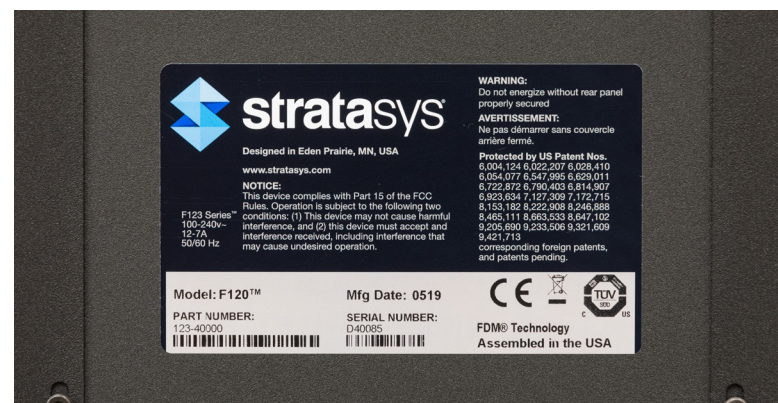 stratasys
Designed in Eden Prairie, MN, USA
www.stratasys.com
NOTICE:
This device complies with Part 15 of the FCC
Rules. Operation is subject to the following two
conditions: (1) This device may not cause harmful
interference, and (2) this device must accept and
interference received, including interference that
may cause undesired operation.
F123 Series™
100-240v~
12-7A
50/60 Hz
WARNING:
Do not energize without rear panel
properly secured
AVERTISSEMENT:
Ne pas démarrer sans couvercle
arrière fermé.
Protected by US Patent Nos.
6,004,124 6,022,207 6,028,410
6,054,077 6,547,995 6,629,011
6,722,872 6,790,403 6,814,907
6,923,634 7,127,309 7,172,715
8,153,182 8,222,908 8,246,888
8,465,111 8,663,533 8,647,102
9,205,690 9,233,506 9,321,609
9,421,713
corresponding foreign patents,
and patents pending.
Model: F120™
Mfg Date: 0519
PART NUMBER:
123-40000
SERIAL NUMBER:
D40085
CE
TÜV
SÜD
C US
FDM® Technology
Assembled in the USA